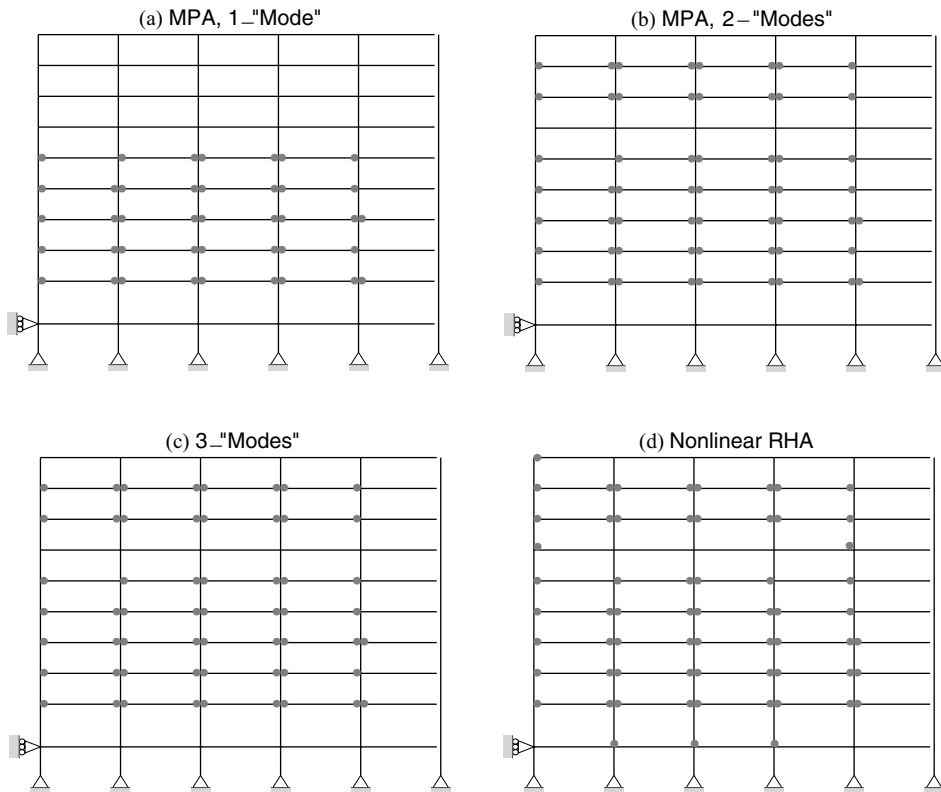 (a) MPA, 1–"Mode"
(b) MPA, 2–"Modes"
(c) 3–"Modes"
(d) Nonlinear RHA